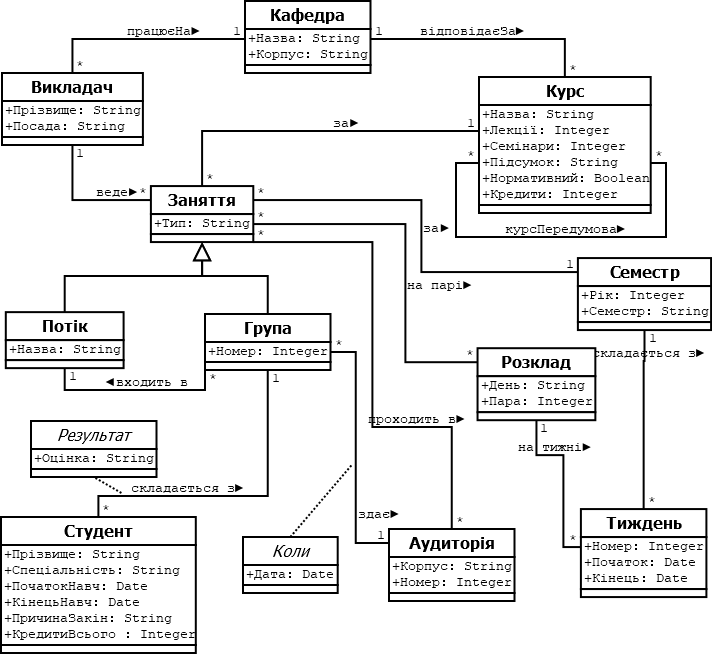 Кафедра
+Назва: String
+Корпус: String
працюєНа▶
1
*
1
відповідаєЗа▶
*
Викладач
+Прізвище: String
+Посада: String
1
веде▶
*
Курс
+Назва: String
+Лекції: Integer
+Семінари: Integer
+Підсумок: String
+Нормативний: Boolean
+Кредити: Integer
за▶
1
*
*
*
курсПередумова▶
Заняття
+Тип: String
*
*
*
за▶
1
на парі▶
*
проходить в▶
*
Семестр
+Рік: Integer
+Семестр: String
1
складається з▶
*
Потік
+Назва: String
1
◀входить в
*
Група
+Номер: Integer
*
1
Розклад
+День: String
+Пара: Integer
1
на тижні▶
*
Результат
+Оцінка: String
складається з▶
*
здає▶
1
Студент
+Прізвище: String
+Спеціальність: String
+ПочатокНавч: Date
+КінецьНавч: Date
+ПричинаЗакін: String
+КредитиВсього : Integer
Коли
+Дата: Date
Аудиторія
+Корпус: String
+Номер: Integer
Тиждень
+Номер: Integer
+Початок: Date
+Кінець: Date